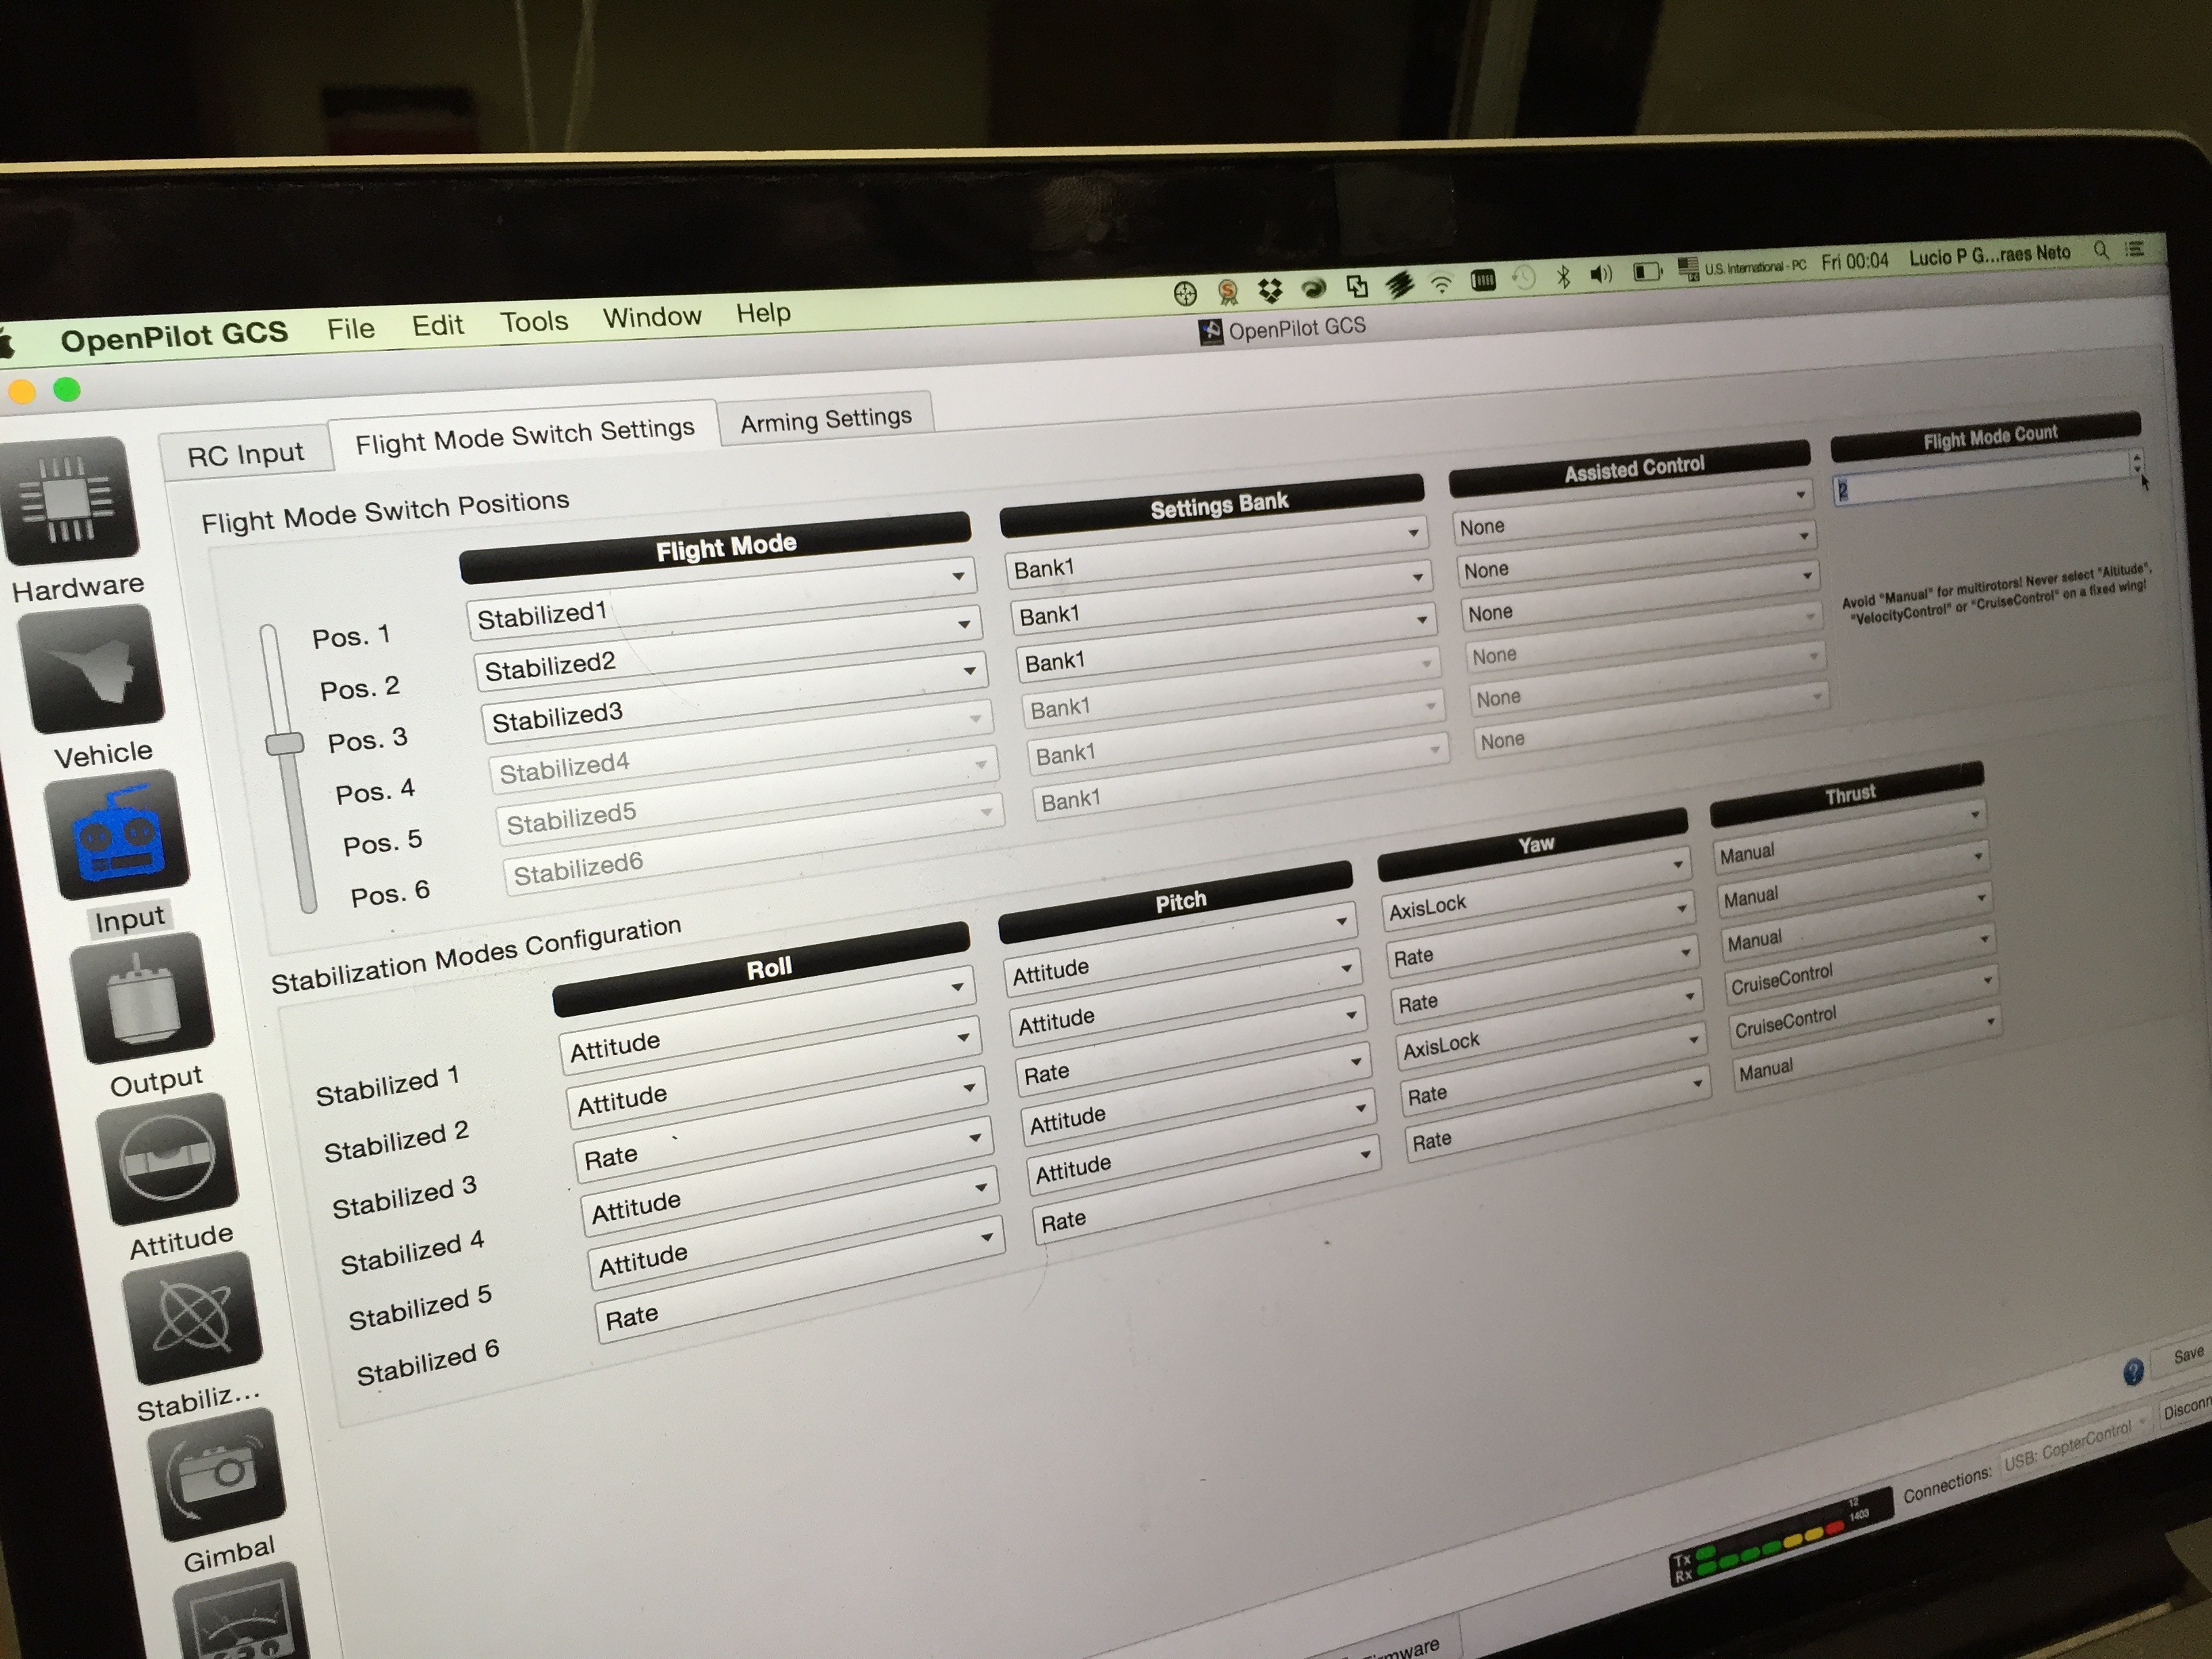 OpenPilot GCS File Edit Tools Window Help U.S. International - PC Fri 00:04 Lucio P G...raes Neto
OpenPilot GCS
RC Input Flight Mode Switch Settings Arming Settings
Hardware
Vehicle
Input
Output
Attitude
Stabiliz...
Gimbal
Flight Mode Switch Positions
Flight Mode Settings Bank Assisted Control Flight Mode Count
Pos. 1 Stabilized1 Bank1 None 2
Pos. 2 Stabilized2 Bank1 None
Pos. 3 Stabilized3 Bank1 None
Pos. 4 Stabilized4 Bank1 None
Pos. 5 Stabilized5 Bank1 None
Pos. 6 Stabilized6 Bank1 None
Avoid "Manual" for multirotors! Never select "Altitude",
"VelocityControl" or "CruiseControl" on a fixed wing!
Stabilization Modes Configuration
Roll Pitch Yaw Thrust
Stabilized 1 Attitude Attitude AxisLock Manual
Stabilized 2 Attitude Attitude Rate Manual
Stabilized 3 Rate Rate Rate Manual
Stabilized 4 Attitude Attitude AxisLock CruiseControl
Stabilized 5 Attitude Attitude Rate CruiseControl
Stabilized 6 Rate Rate Rate Manual
Save
Tx 12
Rx 1403
Connections: USB: CopterControl Disconn
mware